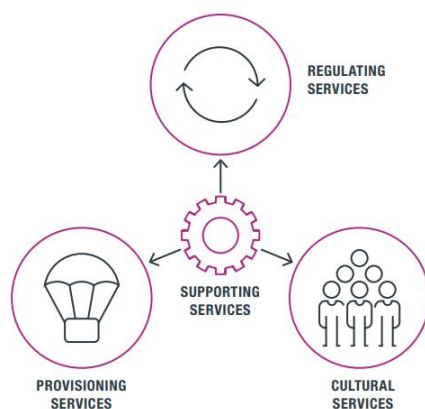 REGULATING
SERVICES
SUPPORTING
SERVICES
PROVISIONING
SERVICES
CULTURAL
SERVICES